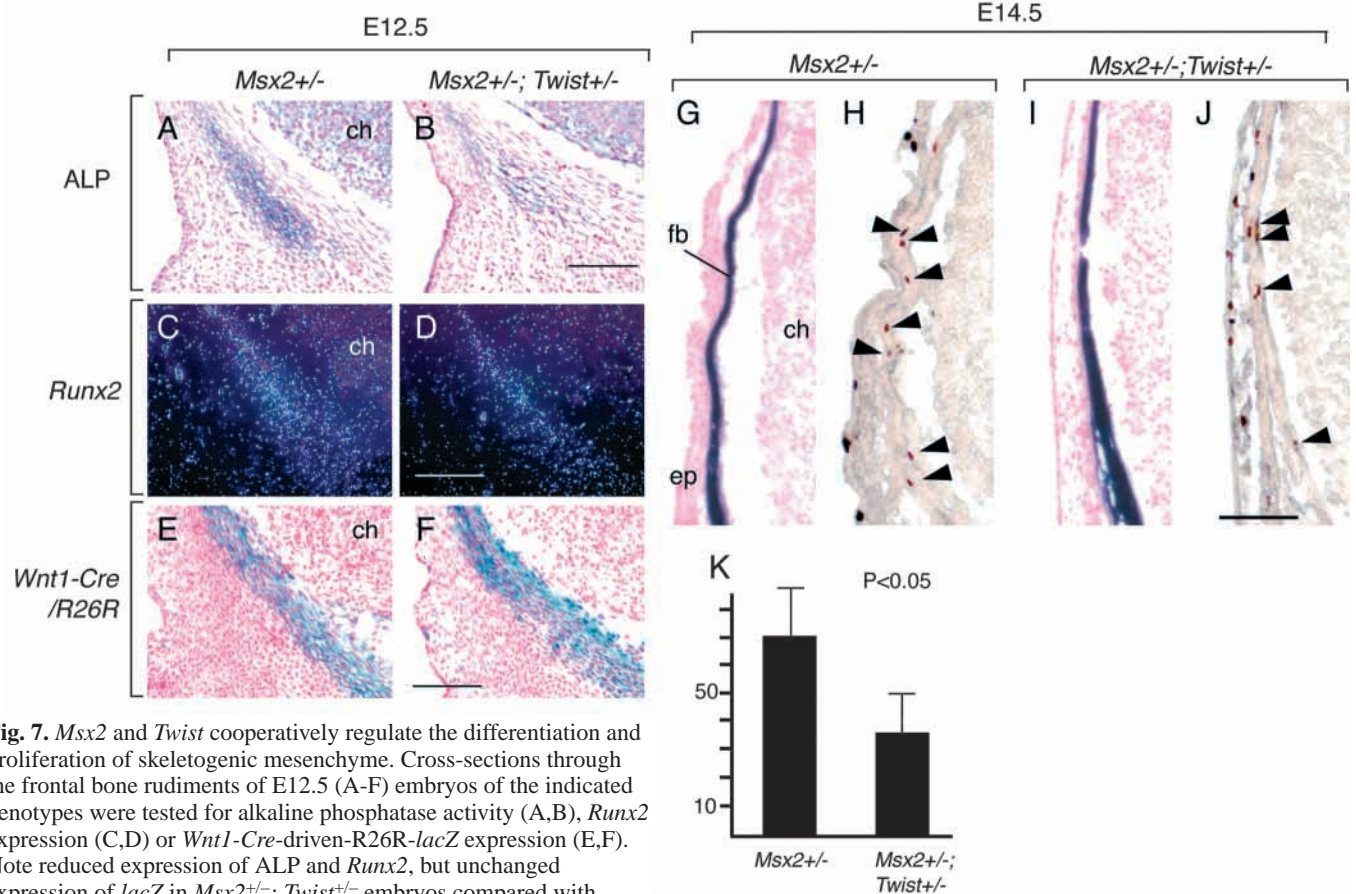 E12.5
Msx2+/-
Msx2+/-; Twist+/-
ALP
A
ch
B
Runx2
C
ch
D
Wnt1-Cre
/R26R
E
ch
F
E14.5
Msx2+/-
Msx2+/-;Twist+/-
G
fb
ep
ch
H
I
J
K
P<0.05
50
10
Msx2+/-
Msx2+/-;
Twist+/-
ig. 7. Msx2 and Twist cooperatively regulate the differentiation and
roliferation of skeletogenic mesenchyme. Cross-sections through
he frontal bone rudiments of E12.5 (A-F) embryos of the indicated
enotypes were tested for alkaline phosphatase activity (A,B), Runx2
xpression (C,D) or Wnt1-Cre-driven-R26R-lacZ expression (E,F).
ote reduced expression of ALP and Runx2, but unchanged
xpression of lacZ in Msx2+/–; Twist+/– embryos compared with